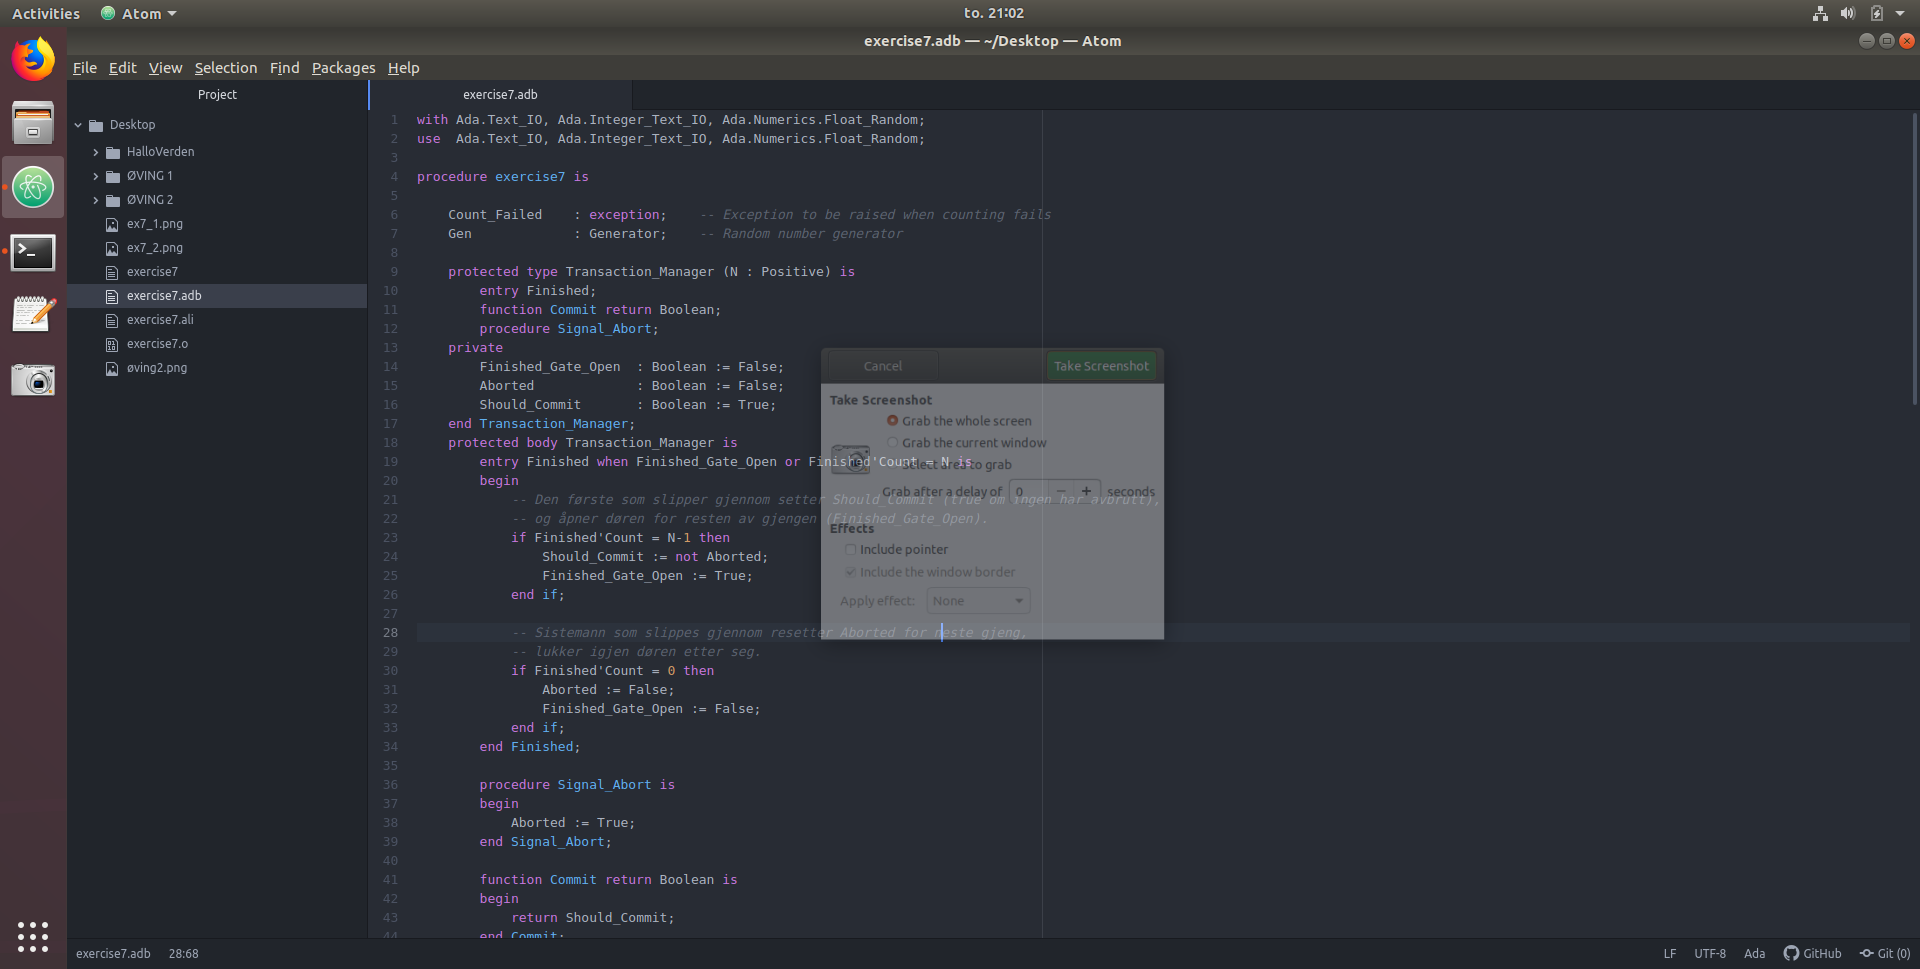 Activities Atom to. 21:02
exercise7.adb — ~/Desktop — Atom
File Edit View Selection Find Packages Help
Project
Desktop
HalloVerden
ØVING 1
ØVING 2
ex7_1.png
ex7_2.png
exercise7
exercise7.adb
exercise7.ali
exercise7.o
øving2.png
exercise7.adb
1 with Ada.Text_IO, Ada.Integer_Text_IO, Ada.Numerics.Float_Random;
2 use  Ada.Text_IO, Ada.Integer_Text_IO, Ada.Numerics.Float_Random;
3
4 procedure exercise7 is
5
6     Count_Failed    : exception;    -- Exception to be raised when counting fails
7     Gen             : Generator;    -- Random number generator
8
9     protected type Transaction_Manager (N : Positive) is
10         entry Finished;
11         function Commit return Boolean;
12         procedure Signal_Abort;
13     private
14         Finished_Gate_Open  : Boolean := False;
15         Aborted             : Boolean := False;
16         Should_Commit       : Boolean := True;
17     end Transaction_Manager;
18     protected body Transaction_Manager is
19         entry Finished when Finished_Gate_Open or Finished'Count = N is
20         begin
21             -- Den første som slipper gjennom setter Should_Commit (true om ingen har avbrutt),
22             -- og åpner døren for resten av gjengen (Finished_Gate_Open).
23             if Finished'Count = N-1 then
24                 Should_Commit := not Aborted;
25                 Finished_Gate_Open := True;
26             end if;
27
28             -- Sistemann som slippes gjennom resetter Aborted for neste gjeng,
29             -- lukker igjen døren etter seg.
30             if Finished'Count = 0 then
31                 Aborted := False;
32                 Finished_Gate_Open := False;
33             end if;
34         end Finished;
35
36         procedure Signal_Abort is
37         begin
38             Aborted := True;
39         end Signal_Abort;
40
41         function Commit return Boolean is
42         begin
43             return Should_Commit;
44         end Commit;
Cancel Take Screenshot
Take Screenshot
Grab the whole screen
Grab the current window
Select area to grab
Grab after a delay of 0 − + seconds
Effects
Include pointer
Include the window border
Apply effect: None
exercise7.adb 28:68 LF UTF-8 Ada GitHub Git (0)